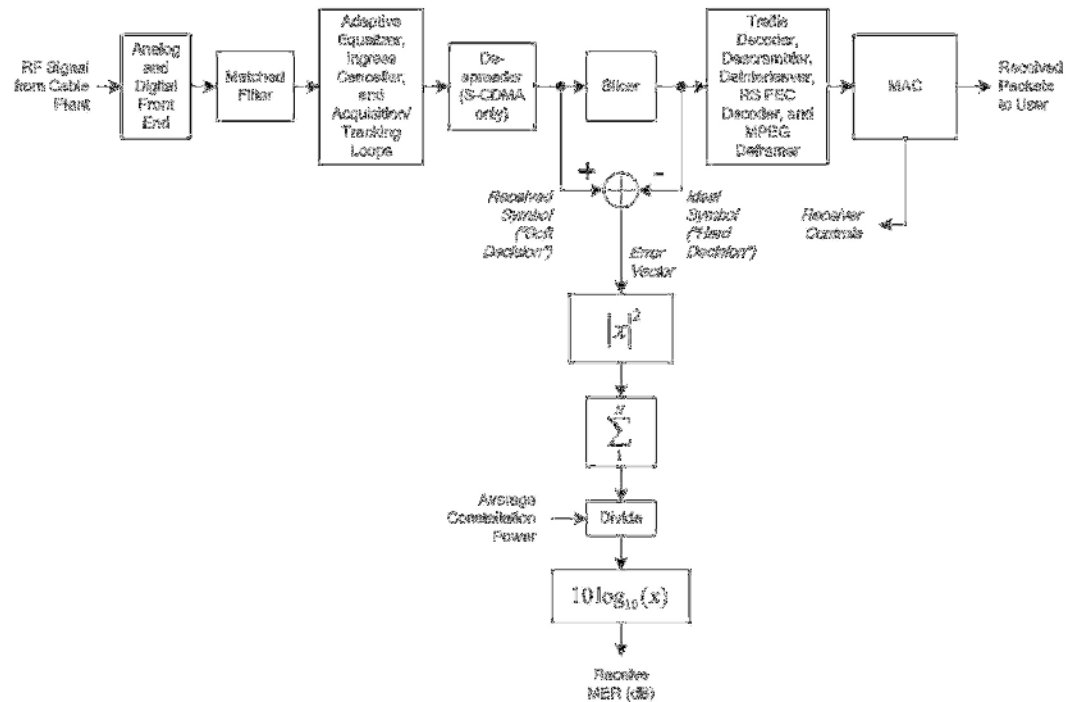 RF Signal
from Cable
Plant
Analog
and
Digital
Front
End
Matched
Filter
Adaptive
Equalizer,
Ingress
Canceller,
and
Acquisition/
Tracking
Loops
De-
spreader
(S-CDMA
only)
Slicer
Trellis
Decoder,
Descrambler,
Deinterleaver,
RS FEC
Decoder, and
MPEG
Deframer
MAC
Received
Packets
to User
+
-
Received
Symbol
("Soft
Decision")
Ideal
Symbol
("Hard
Decision")
Receiver
Controls
Error
Vector
|x|²
N
∑
1
Average
Constellation
Power
Divide
10 log₁₀(x)
Receive
MER (dB)